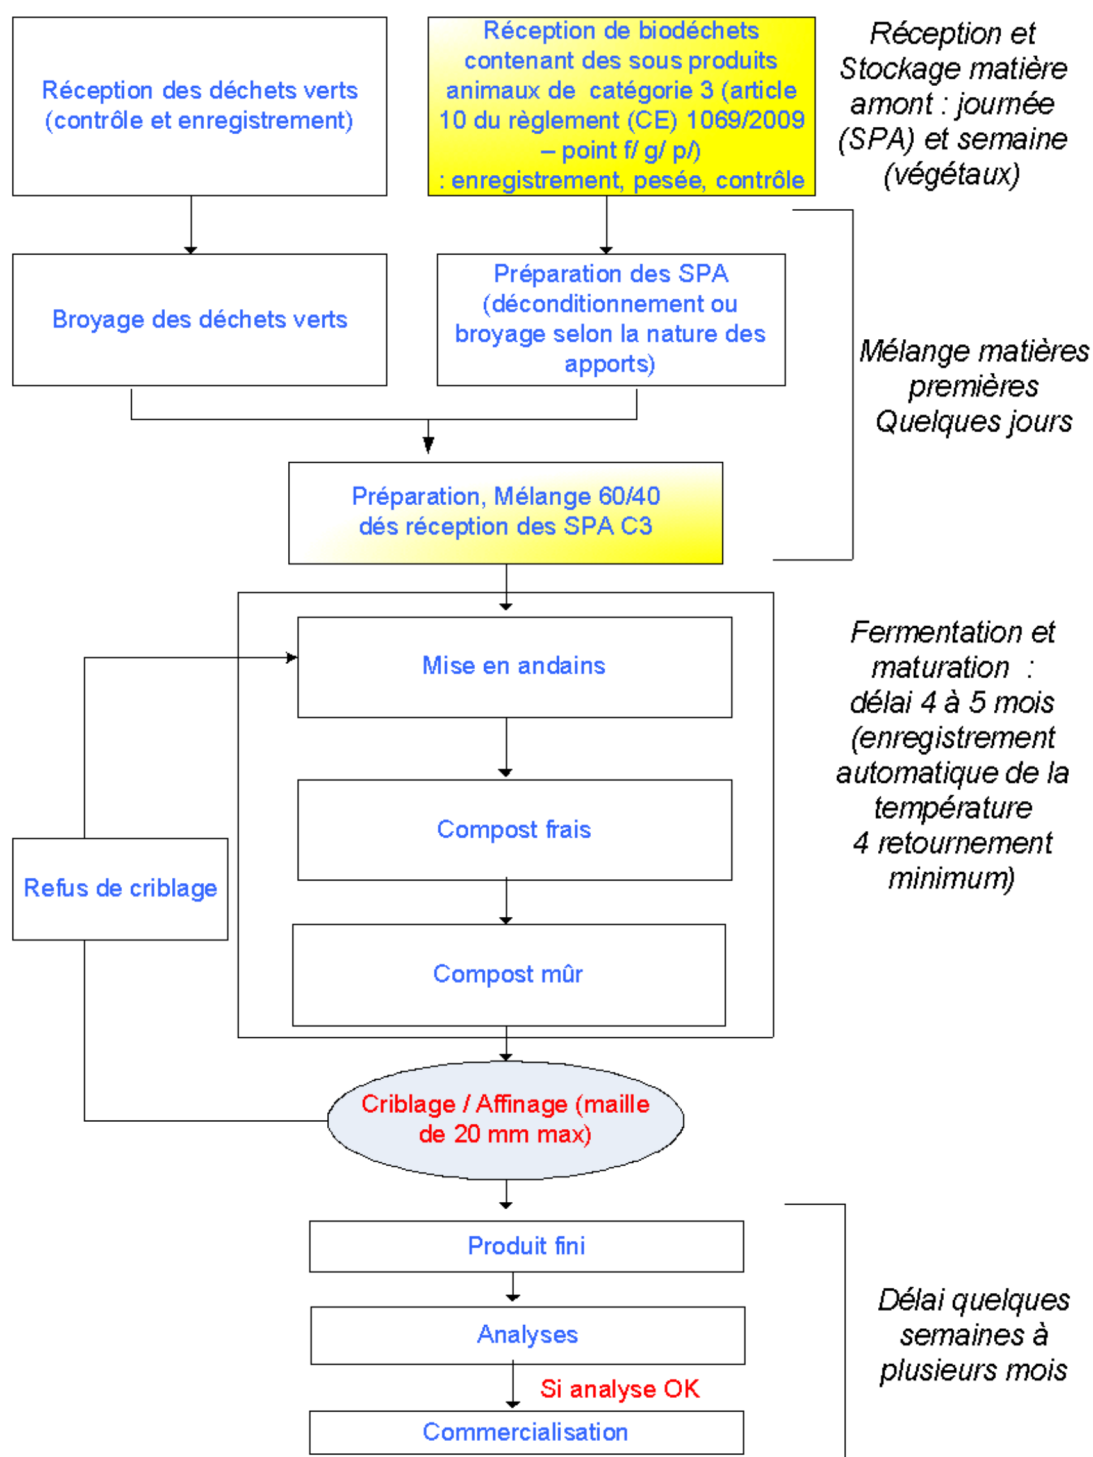 Réception des déchets verts
(contrôle et enregistrement)
Réception de biodéchets
contenant des sous produits
animaux de catégorie 3 (article
10 du règlement (CE) 1069/2009
– point f/ g/ p/)
: enregistrement, pesée, contrôle
Réception et
Stockage matière
amont : journée
(SPA) et semaine
(végétaux)
Broyage des déchets verts
Préparation des SPA
(déconditionnement ou
broyage selon la nature des
apports)
Mélange matières
premières
Quelques jours
Préparation, Mélange 60/40
dés réception des SPA C3
Mise en andains
Fermentation et
maturation :
délai 4 à 5 mois
(enregistrement
automatique de la
température
4 retournement
minimum)
Compost frais
Refus de criblage
Compost mûr
Criblage / Affinage (maille
de 20 mm max)
Produit fini
Analyses
Si analyse OK
Commercialisation
Délai quelques
semaines à
plusieurs mois